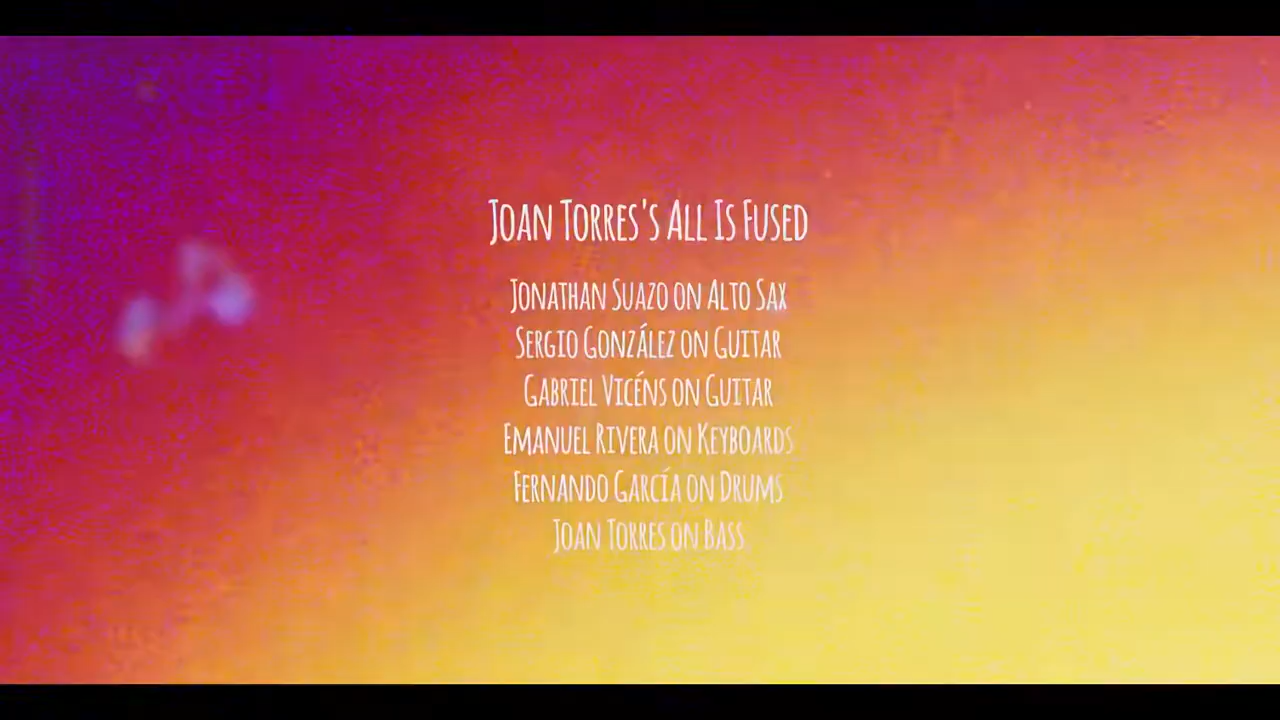 Joan Torres's All Is Fused
Jonathan Suazo on Alto Sax
Sergio González on Guitar
Gabriel Vicéns on Guitar
Emanuel Rivera on Keyboards
Fernando García on Drums
Joan Torres on Bass